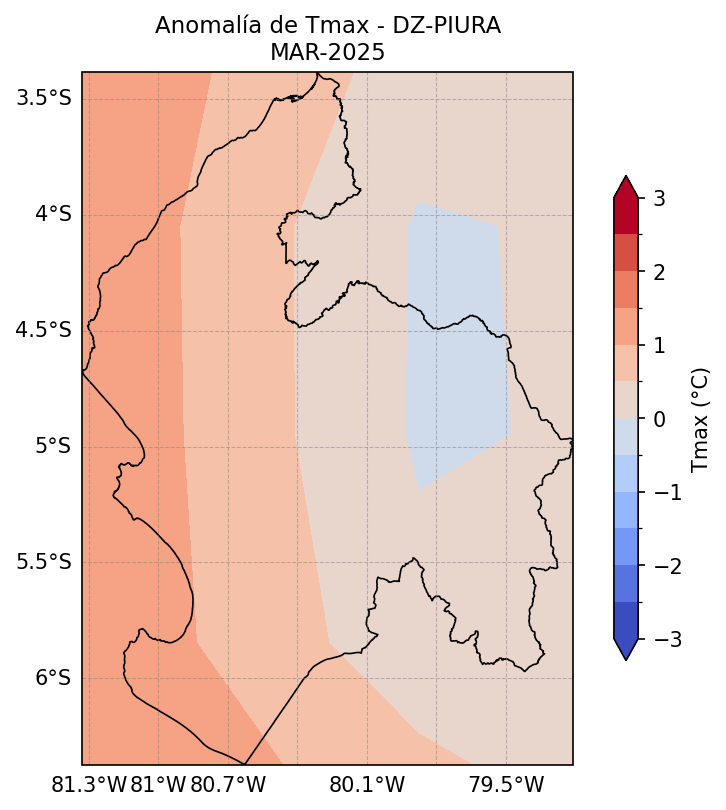 Anomalía de Tmax - DZ-PIURA
MAR-2025
3.5°S
4°S
4.5°S
5°S
5.5°S
6°S
81.3°W 81°W 80.7°W 80.1°W 79.5°W
3
2
1
0
−1
−2
−3
Tmax (°C)